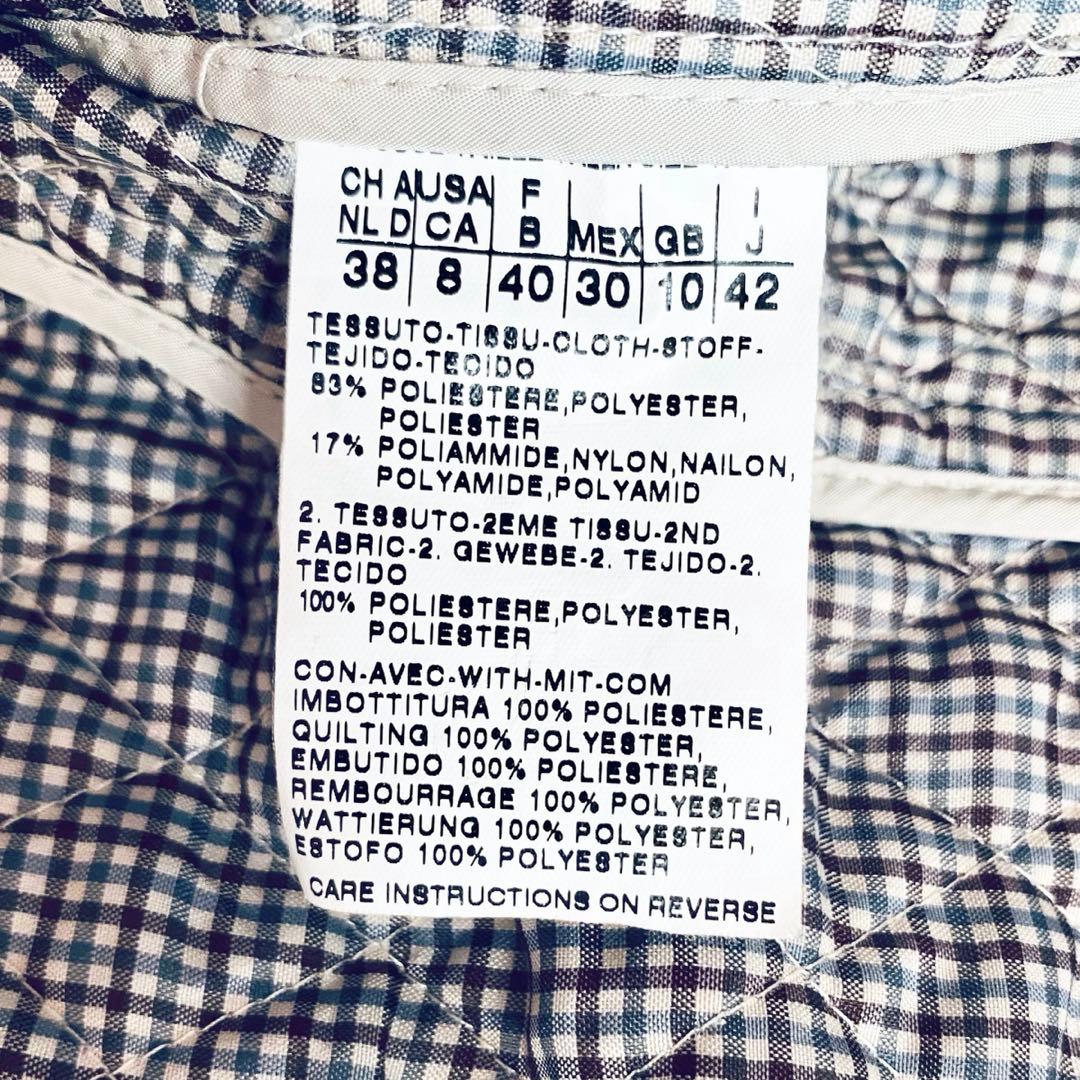 CH A USA F I
NL D CA B MEX GB J
38 8 40 30 10 42
TESSUTO-TISSU-CLOTH-STOFF-
TEJIDO-TECIDO
83% POLIESTERE,POLYESTER,
POLIESTER
17% POLIAMMIDE,NYLON,NAILON,
POLYAMIDE,POLYAMID
2. TESSUTO-2EME TISSU-2ND
FABRIC-2. GEWEBE-2. TEJIDO-2.
TECIDO
100% POLIESTERE,POLYESTER,
POLIESTER
CON-AVEC-WITH-MIT-COM
IMBOTTITURA 100% POLIESTERE,
QUILTING 100% POLYESTER,
EMBUTIDO 100% POLIESTERE,
REMBOURRAGE 100% POLYESTER,
WATTIERUNG 100% POLYESTER,
ESTOFO 100% POLYESTER
CARE INSTRUCTIONS ON REVERSE